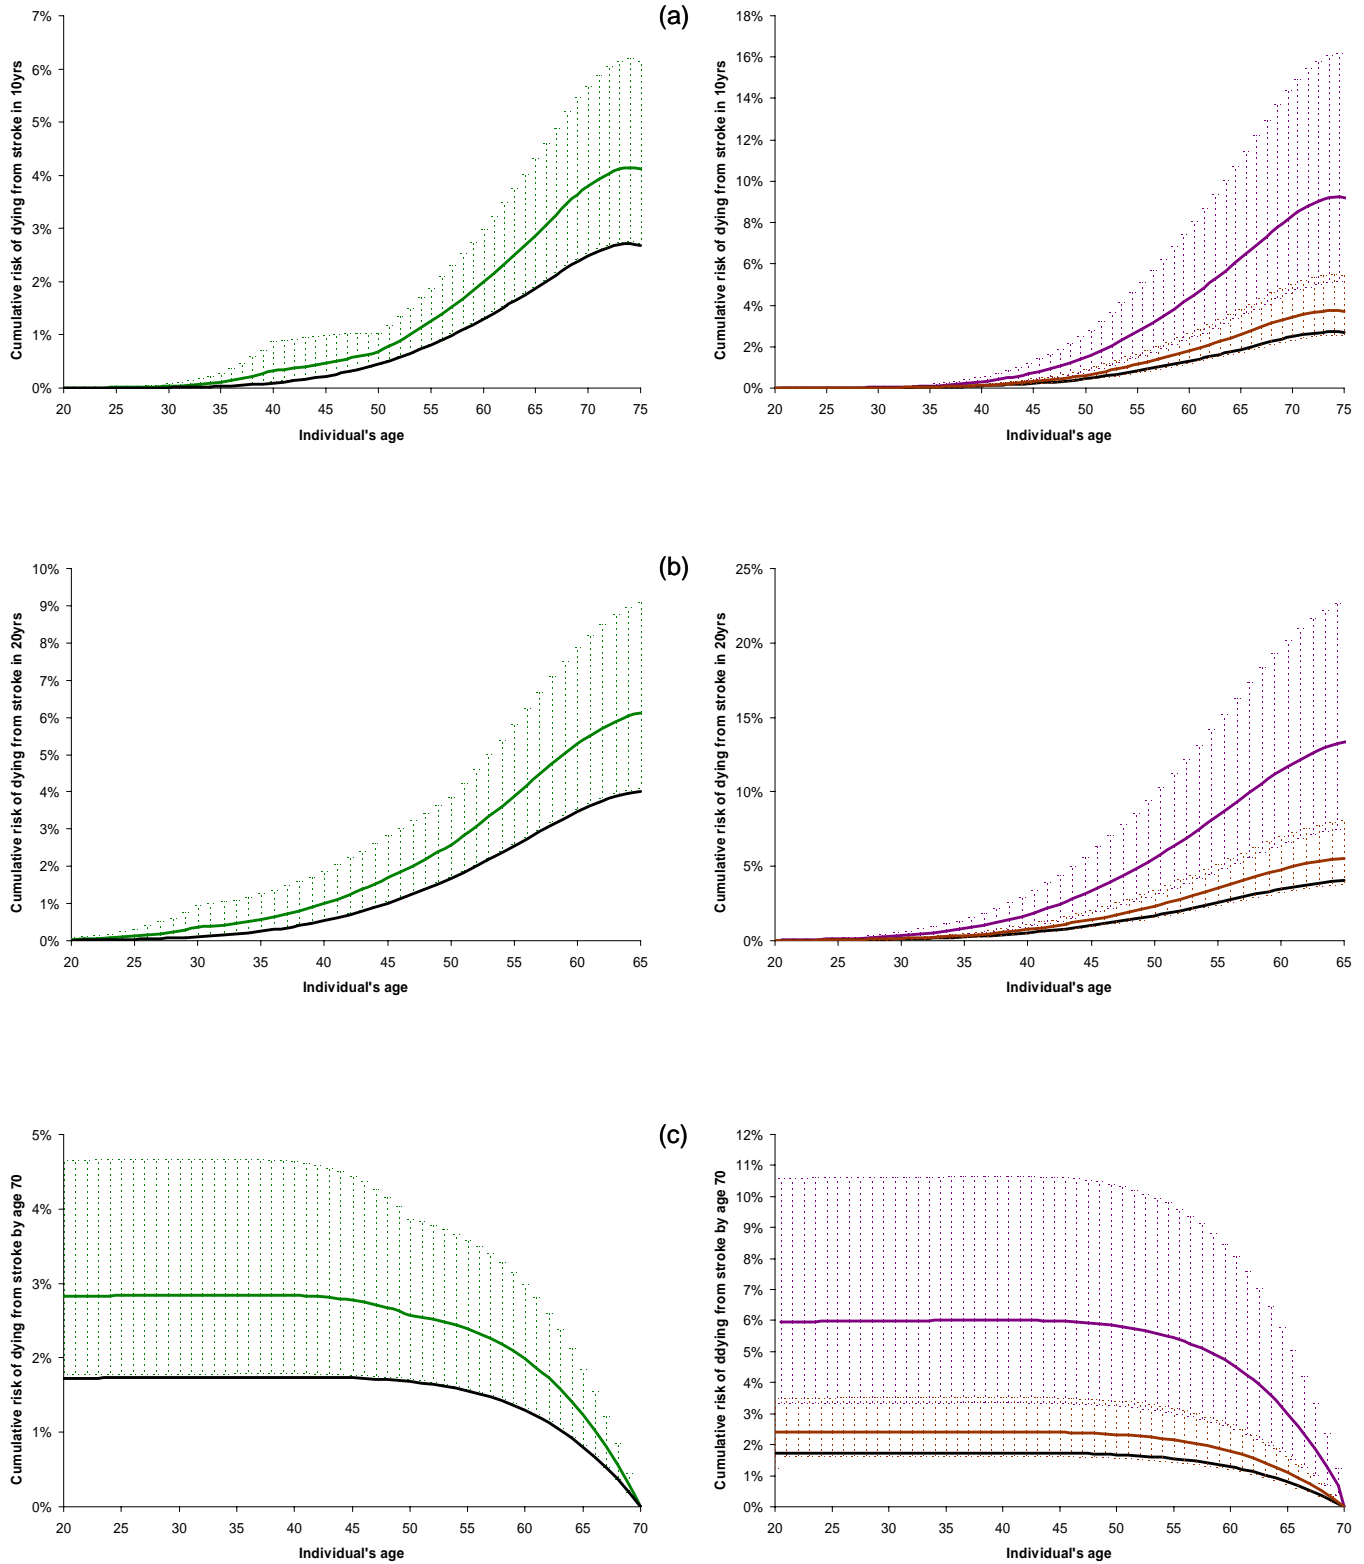 (a)
Cumulative risk of dying from stroke in 10yrs
7%
6%
5%
4%
3%
2%
1%
0%
20 25 30 35 40 45 50 55 60 65 70 75
Individual's age
Cumulative risk of dying from stroke in 10yrs
18%
16%
14%
12%
10%
8%
6%
4%
2%
0%
20 25 30 35 40 45 50 55 60 65 70 75
Individual's age
(b)
Cumulative risk of dying from stroke in 20yrs
10%
9%
8%
7%
6%
5%
4%
3%
2%
1%
0%
20 25 30 35 40 45 50 55 60 65
Individual's age
Cumulative risk of dying from stroke in 20yrs
25%
20%
15%
10%
5%
0%
20 25 30 35 40 45 50 55 60 65
Individual's age
(c)
Cumulative risk of dying from stroke by age 70
5%
4%
3%
2%
1%
0%
20 25 30 35 40 45 50 55 60 65 70
Individual's age
Cumulative risk of ddying from stroke by age 70
12%
11%
10%
9%
8%
7%
6%
5%
4%
3%
2%
1%
0%
20 25 30 35 40 45 50 55 60 65 70
Individual's age